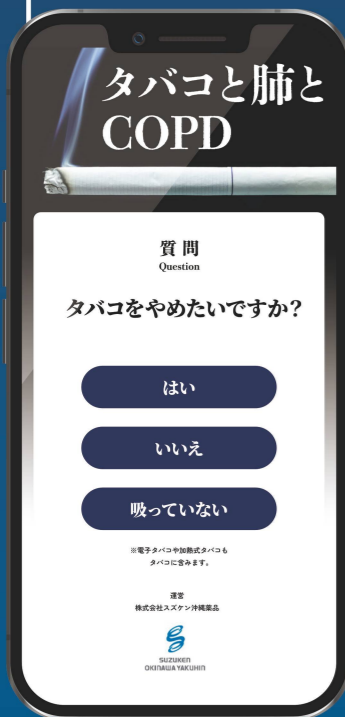 タバコと肺と
COPD
質問
Question
タバコをやめたいですか?
はい
いいえ
吸っていない
※電子タバコや加熱式タバコも
タバコに含みます。
運営
株式会社スズケン沖縄薬品
SUZUKEN
OKINAWA YAKUHIN